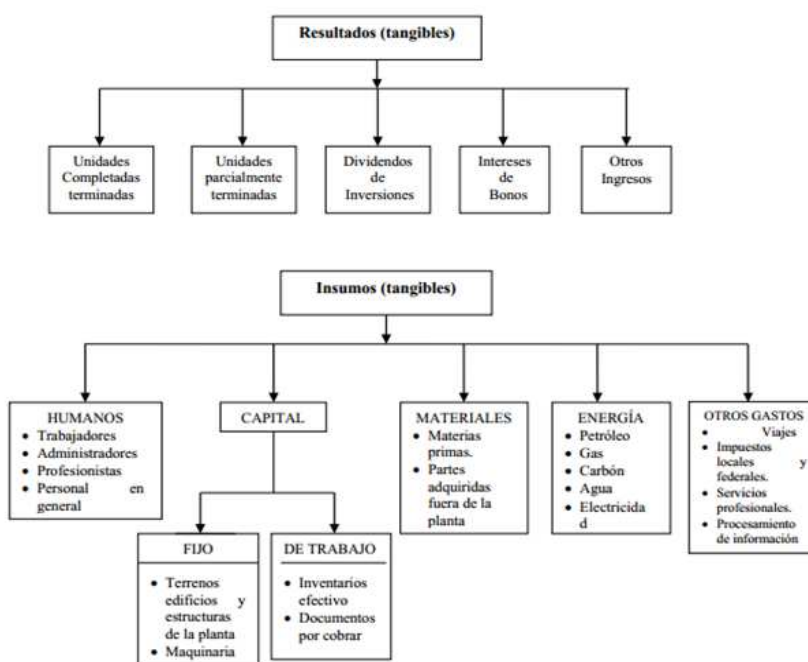 Resultados (tangibles)
Unidades
Completadas
terminadas
Unidades
parcialmente
terminadas
Dividendos
de
Inversiones
Intereses
de
Bonos
Otros
Ingresos
Insumos (tangibles)
HUMANOS
• Trabajadores
• Administradores
• Profesionistas
• Personal en
general
CAPITAL
MATERIALES
• Materias
primas.
• Partes
adquiridas
fuera de la
planta
ENERGÍA
• Petróleo
• Gas
• Carbón
• Agua
• Electricida
d
OTROS GASTOS
• Viajes
• Impuestos
locales y
federales.
• Servicios
profesionales.
• Procesamiento
de información
FIJO
• Terrenos
edificios y
estructuras
de la planta
• Maquinaria
DE TRABAJO
• Inventarios
efectivo
• Documentos
por cobrar